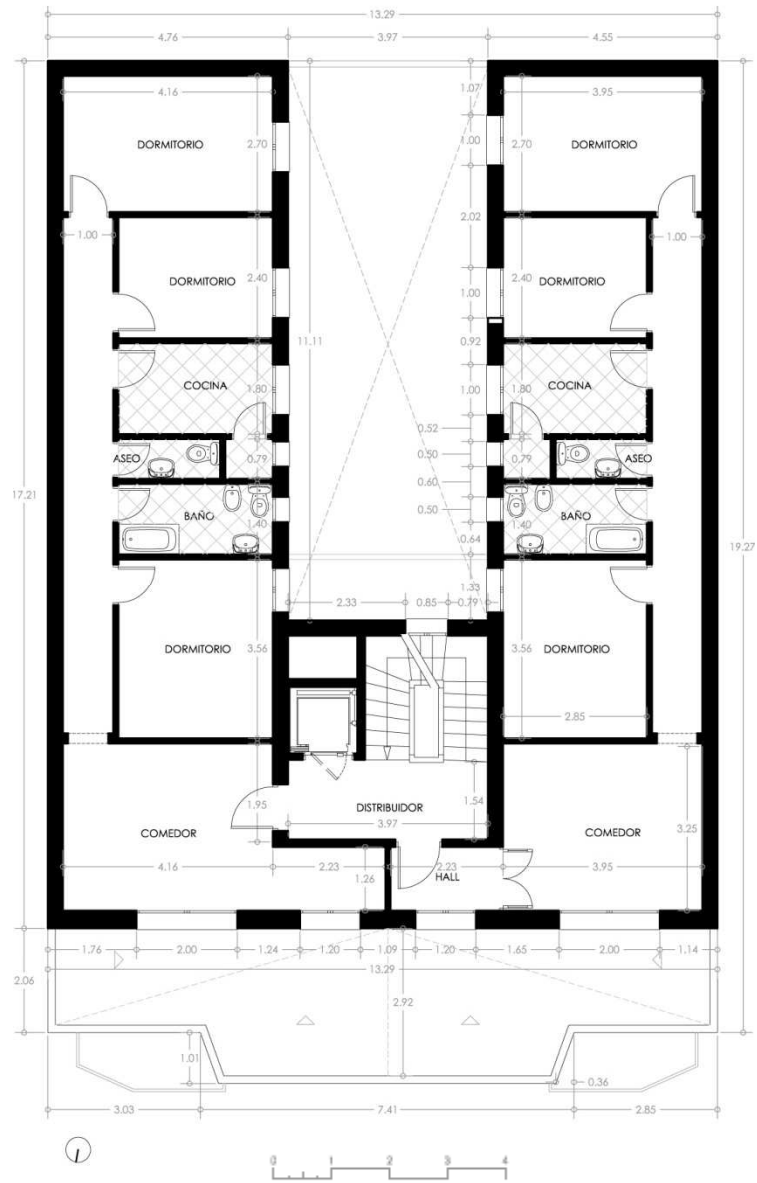 13.29
4.76 3.97 4.55
4.16 1.07 3.95
DORMITORIO 2.70 1.00 2.70 DORMITORIO
1.00 2.02 1.00
DORMITORIO 2.40 1.00 2.40 DORMITORIO
11.11 0.92
COCINA 1.80 1.00 1.80 COCINA
0.52
ASEO 0.79 0.50 0.79 ASEO
0.60
17.21 BAÑO 1.40 0.50 1.40 BAÑO 19.27
0.64
1.33
2.33 0.85 0.79
DORMITORIO 3.56 3.56 DORMITORIO
2.85
COMEDOR 1.95 DISTRIBUIDOR 1.54 COMEDOR 3.25
3.97
4.16 2.23 2.23 3.95
1.26 HALL
1.76 2.00 1.24 1.20 1.09 1.20 1.65 2.00 1.14
13.29
2.06
2.92
1.01
0.36
3.03 7.41 2.85
0 1 2 3 4